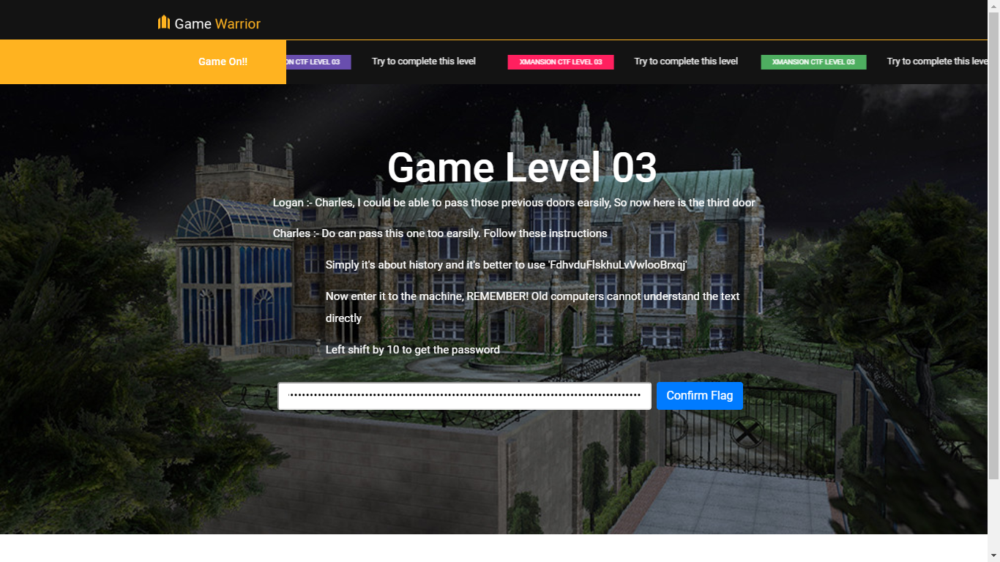 Game Warrior
Game On!!
ON CTF LEVEL 03 Try to complete this level XMANSION CTF LEVEL 03 Try to complete this level XMANSION CTF LEVEL 03 Try to complete this leve
Game Level 03
Logan :- Charles, I could be able to pass those previous doors earsily, So now here is the third door
Charles :- Do can pass this one too earsily. Follow these instructions
Simply it's about history and it's better to use 'FdhvduFlskhuLvVwlooBrxqj'
Now enter it to the machine, REMEMBER! Old computers cannot understand the text
directly
Left shift by 10 to get the password
Confirm Flag